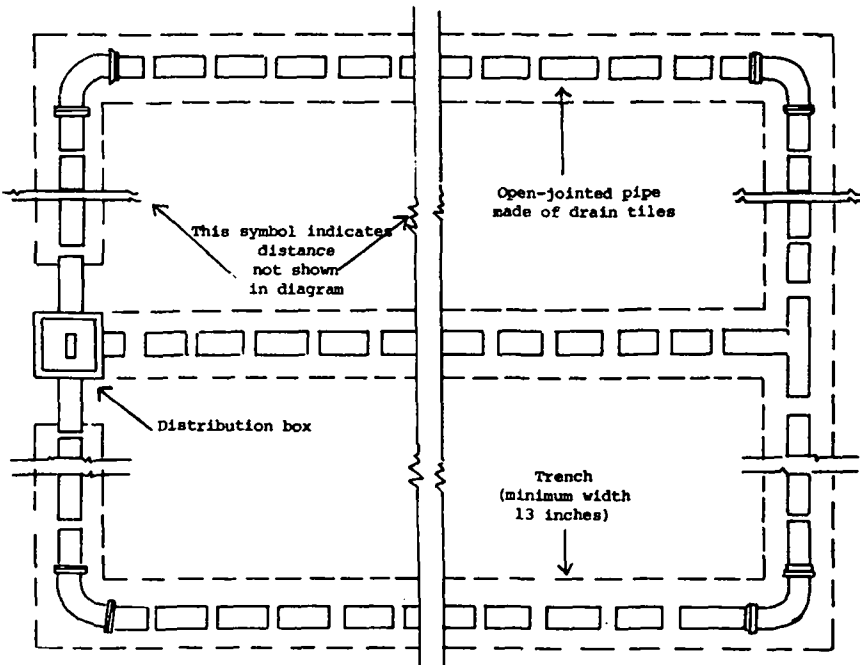 Open-jointed pipe
made of drain tiles
This symbol indicates
distance
not shown
in diagram
Distribution box
Trench
(minimum width
13 inches)